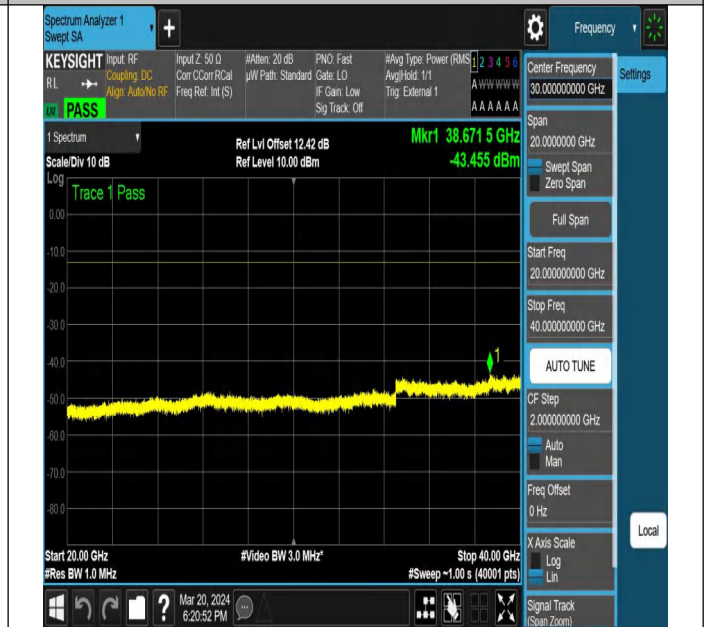 Spectrum Analyzer 1
Swept SA
+
Frequency
KEYSIGHT
RL
PASS
Input: RF
Coupling: DC
Align: Auto/No RF
Input Z: 50 Ω
Corr CCorr RCal
Freq Ref: Int (S)
#Atten: 20 dB
µW Path: Standard
PNO: Fast
Gate: LO
IF Gain: Low
Sig Track: Off
#Avg Type: Power (RMS
Avg|Hold: 1/1
Trig: External 1
1 2 3 4 5 6
A W W W W W
A A A A A A
1 Spectrum
Scale/Div 10 dB
Ref Lvl Offset 12.42 dB
Ref Level 10.00 dBm
Mkr1 38.671 5 GHz
-43.455 dBm
Log
Trace 1 Pass
0.00
-10.0
-20.0
-30.0
-40.0
-50.0
-60.0
-70.0
-80.0
1
Start 20.00 GHz
#Res BW 1.0 MHz
#Video BW 3.0 MHz*
Stop 40.00 GHz
#Sweep ~1.00 s (40001 pts)
Center Frequency
30.000000000 GHz
Settings
Span
20.0000000 GHz
Swept Span
Zero Span
Full Span
Start Freq
20.000000000 GHz
Stop Freq
40.000000000 GHz
AUTO TUNE
CF Step
2.000000000 GHz
Auto
Man
Freq Offset
0 Hz
X Axis Scale
Log
Lin
Local
Signal Track
(Span Zoom)
?
Mar 20, 2024
6:20:52 PM